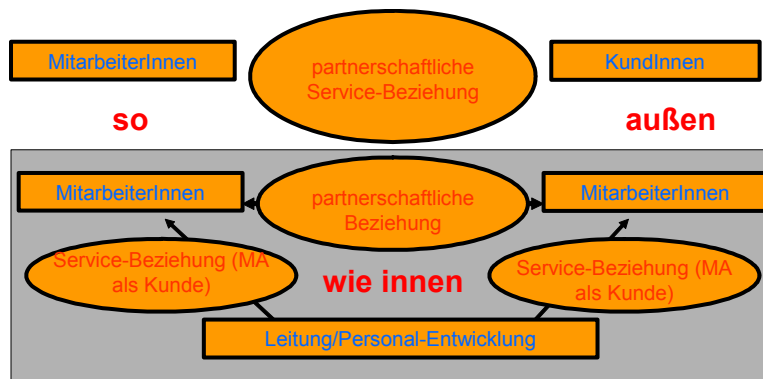 MitarbeiterInnen
partnerschaftliche
Service-Beziehung
KundInnen
so
außen
MitarbeiterInnen
partnerschaftliche
Beziehung
MitarbeiterInnen
Service-Beziehung (MA
als Kunde)
wie innen
Service-Beziehung (MA
als Kunde)
Leitung/Personal-Entwicklung